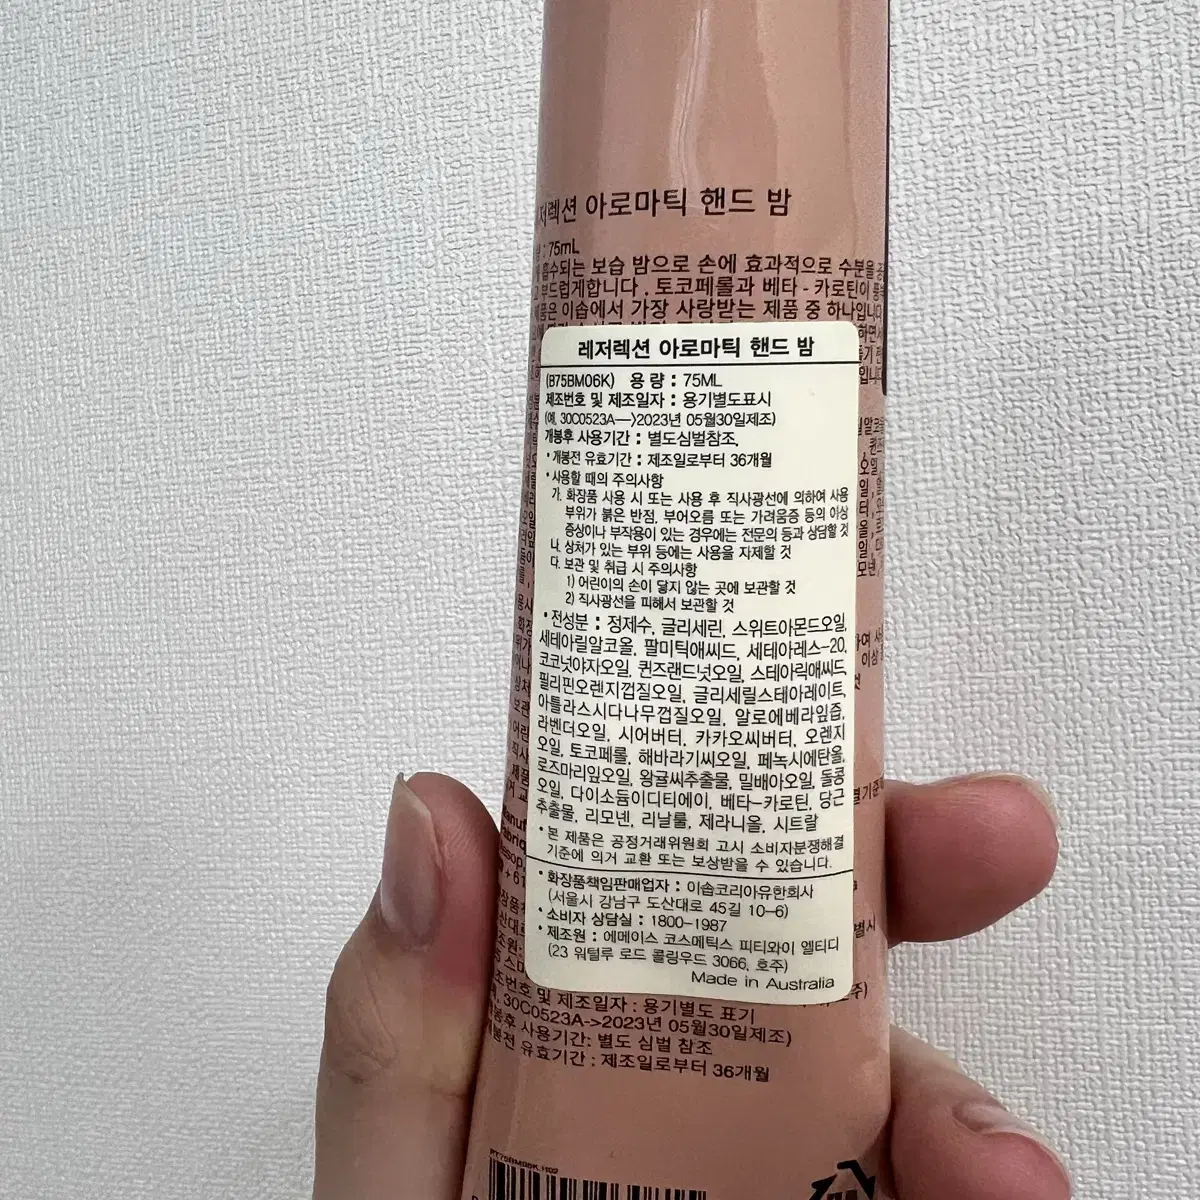 저렉션 아로마틱 핸드 밤
: 75mL
흡수되는 보습 밤으로 손에 효과적으로 수분을
부드럽게합니다. 토코페롤과 베타 - 카로틴이
이솝에서 가장 사랑받는 제품 중 하나입니다
레저렉션 아로마틱 핸드 밤
(B75BM06K) 용 량 : 75ML
제조번호 및 제조일자 : 용기별도표시
(예. 30C0523A—>2023년 05월30일제조)
개봉후 사용기간 : 별도심벌참조.
• 개봉전 유효기간 : 제조일로부터 36개월
• 사용할 때의 주의사항
가. 화장품 사용 시 또는 사용 후 직사광선에 의하여 사용
부위가 붉은 반점, 부어오름 또는 가려움증 등의 이상
증상이나 부작용이 있는 경우에는 전문의 등과 상담할 것
나. 상처가 있는 부위 등에는 사용을 자제할 것
다. 보관 및 취급 시 주의사항
1) 어린이의 손이 닿지 않는 곳에 보관할 것
2) 직사광선을 피해서 보관할 것
• 전성분 : 정제수, 글리세린, 스위트아몬드오일,
세테아릴알코올, 팔미틱애씨드, 세테아레스-20,
코코넛야자오일, 퀸즈랜드넛오일, 스테아릭애씨드,
필리핀오렌지껍질오일, 글리세릴스테아레이트,
아틀라스시다나무껍질오일, 알로에베라잎즙,
라벤더오일, 시어버터, 카카오씨버터, 오렌지
오일, 토코페롤, 해바라기씨오일, 페녹시에탄올,
로즈마리잎오일, 왕귤씨추출물, 밀배아오일, 돌콩
오일, 다이소듐이디티에이, 베타-카로틴, 당근
추출물, 리모넨, 리날룰, 제라니올, 시트랄
• 본 제품은 공정거래위원회 고시 소비자분쟁해결
기준에 의거 교환 또는 보상받을 수 있습니다.
• 화장품책임판매업자 : 이솝코리아유한회사
(서울시 강남구 도산대로 45길 10-6)
• 소비자 상담실 : 1800-1987
• 제조원 : 에메이스 코스메틱스 피티와이 엘티디
(23 워털루 로드 콜링우드 3066, 호주)
Made in Australia
조번호 및 제조일자 : 용기별도 표기
30C0523A->2023년 05월30일제조)
봉후 사용기간: 별도 심벌 참조
봉전 유효기간 : 제조일로부터 36개월